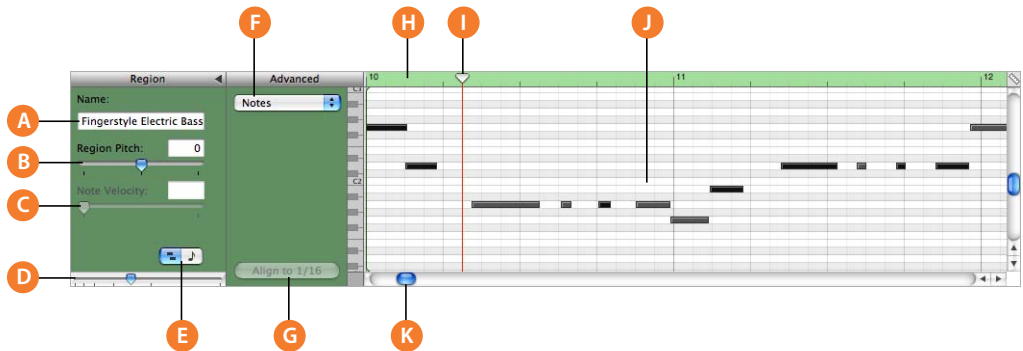 F
H
I
J
Region
Advanced
10
11
12
C1
Name:
Notes
A
Fingerstyle Electric Bass
Region Pitch:
0
B
C2
Note Velocity:
C
Align to 1/16
D
E
G
K